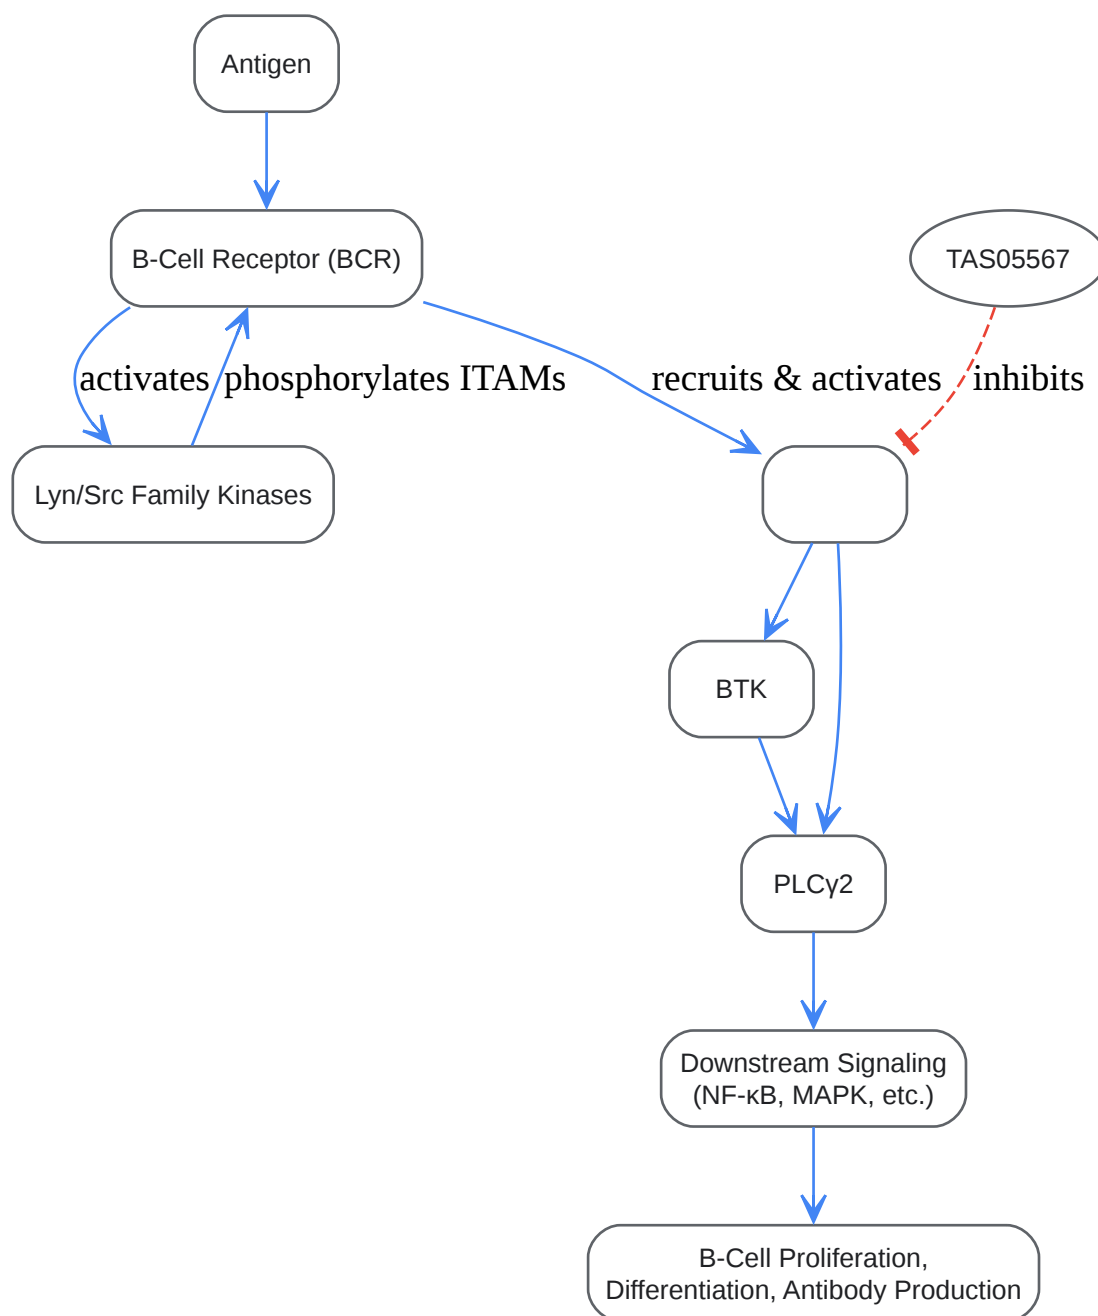 Antigen
B-Cell Receptor (BCR)
TAS05567
activates
phosphorylates ITAMs
recruits & activates
inhibits
Lyn/Src Family Kinases
BTK
PLCγ2
Downstream Signaling
(NF-κB, MAPK, etc.)
B-Cell Proliferation,
Differentiation, Antibody Production